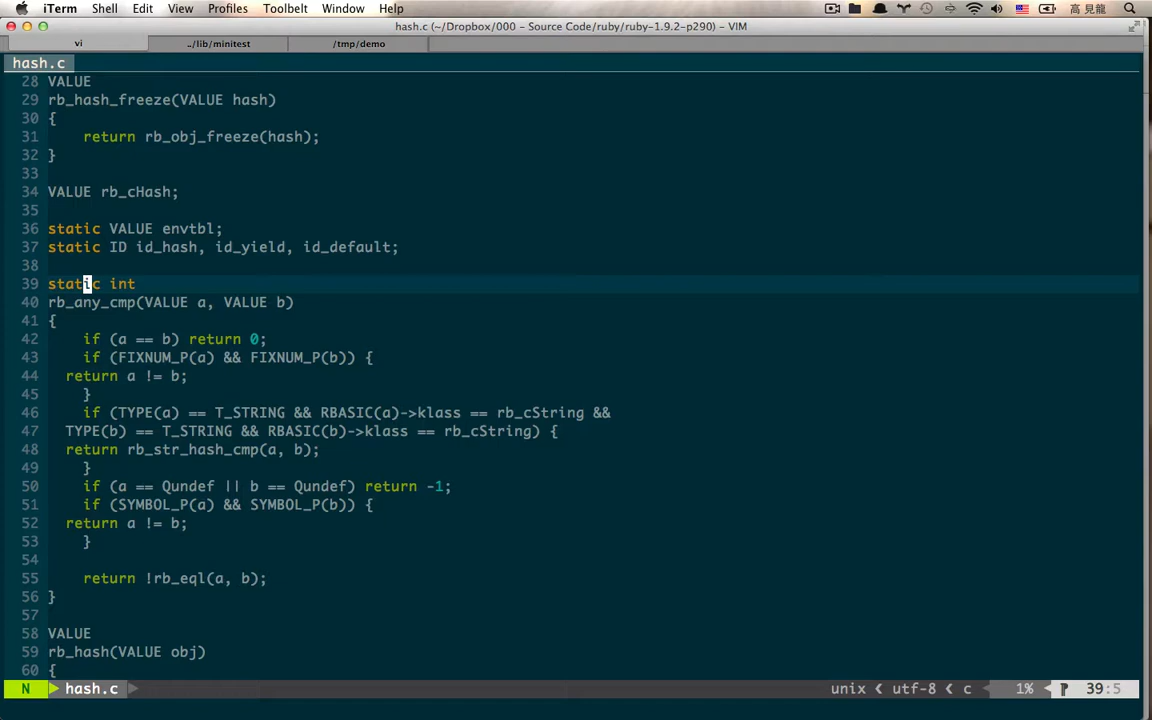 iTerm Shell Edit View Profiles Toolbelt Window Help 高見龍
hash.c (~/Dropbox/000 - Source Code/ruby/ruby-1.9.2-p290) - VIM
vi ../lib/minitest /tmp/demo
hash.c
28 VALUE
29 rb_hash_freeze(VALUE hash)
30 {
31     return rb_obj_freeze(hash);
32 }
33
34 VALUE rb_cHash;
35
36 static VALUE envtbl;
37 static ID id_hash, id_yield, id_default;
38
39 static int
40 rb_any_cmp(VALUE a, VALUE b)
41 {
42     if (a == b) return 0;
43     if (FIXNUM_P(a) && FIXNUM_P(b)) {
44   return a != b;
45     }
46     if (TYPE(a) == T_STRING && RBASIC(a)->klass == rb_cString &&
47   TYPE(b) == T_STRING && RBASIC(b)->klass == rb_cString) {
48   return rb_str_hash_cmp(a, b);
49     }
50     if (a == Qundef || b == Qundef) return -1;
51     if (SYMBOL_P(a) && SYMBOL_P(b)) {
52   return a != b;
53     }
54
55     return !rb_eql(a, b);
56 }
57
58 VALUE
59 rb_hash(VALUE obj)
60 {
N hash.c unix utf-8 c 1% 39:5